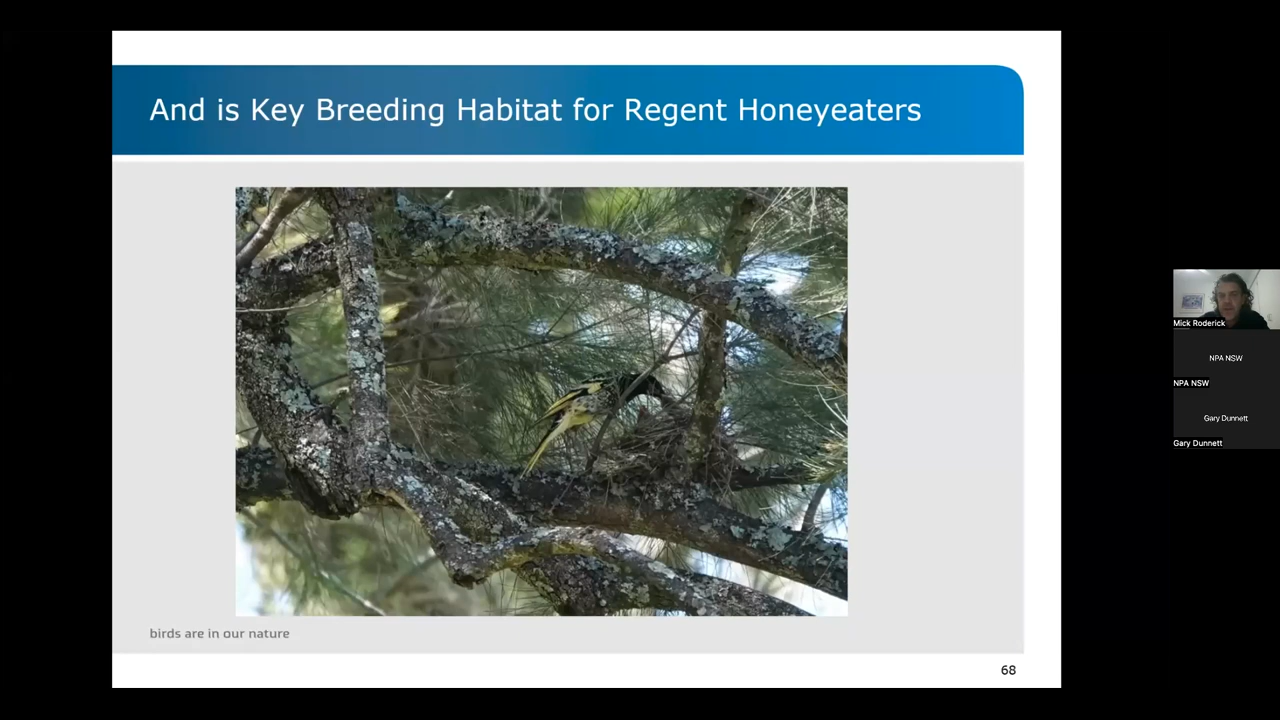 And is Key Breeding Habitat for Regent Honeyeaters
birds are in our nature
68
Mick Roderick
NPA NSW
NPA NSW
Gary Dunnett
Gary Dunnett